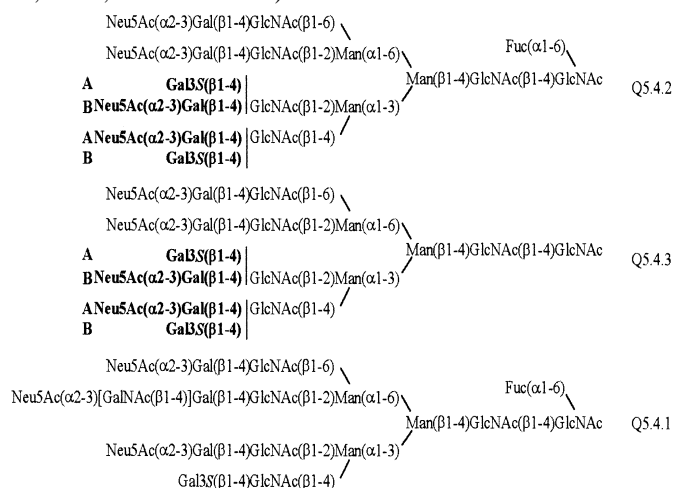 Neu5Ac(α2-3)Gal(β1-4)GlcNAc(β1-6)
Fuc(α1-6)
Neu5Ac(α2-3)Gal(β1-4)GlcNAc(β1-2)Man(α1-6)
Man(β1-4)GlcNAc(β1-4)GlcNAc Q5.4.2
A Gal3S(β1-4)
B Neu5Ac(α2-3)Gal(β1-4) GlcNAc(β1-2)Man(α1-3)
A Neu5Ac(α2-3)Gal(β1-4) GlcNAc(β1-4)
B Gal3S(β1-4)
Neu5Ac(α2-3)Gal(β1-4)GlcNAc(β1-6)
Neu5Ac(α2-3)Gal(β1-4)GlcNAc(β1-2)Man(α1-6)
Man(β1-4)GlcNAc(β1-4)GlcNAc Q5.4.3
A Gal3S(β1-4)
B Neu5Ac(α2-3)Gal(β1-4) GlcNAc(β1-2)Man(α1-3)
A Neu5Ac(α2-3)Gal(β1-4) GlcNAc(β1-4)
B Gal3S(β1-4)
Neu5Ac(α2-3)Gal(β1-4)GlcNAc(β1-6)
Fuc(α1-6)
Neu5Ac(α2-3)[GalNAc(β1-4)]Gal(β1-4)GlcNAc(β1-2)Man(α1-6)
Man(β1-4)GlcNAc(β1-4)GlcNAc Q5.4.1
Neu5Ac(α2-3)Gal(β1-4)GlcNAc(β1-2)Man(α1-3)
Gal3S(β1-4)GlcNAc(β1-4)